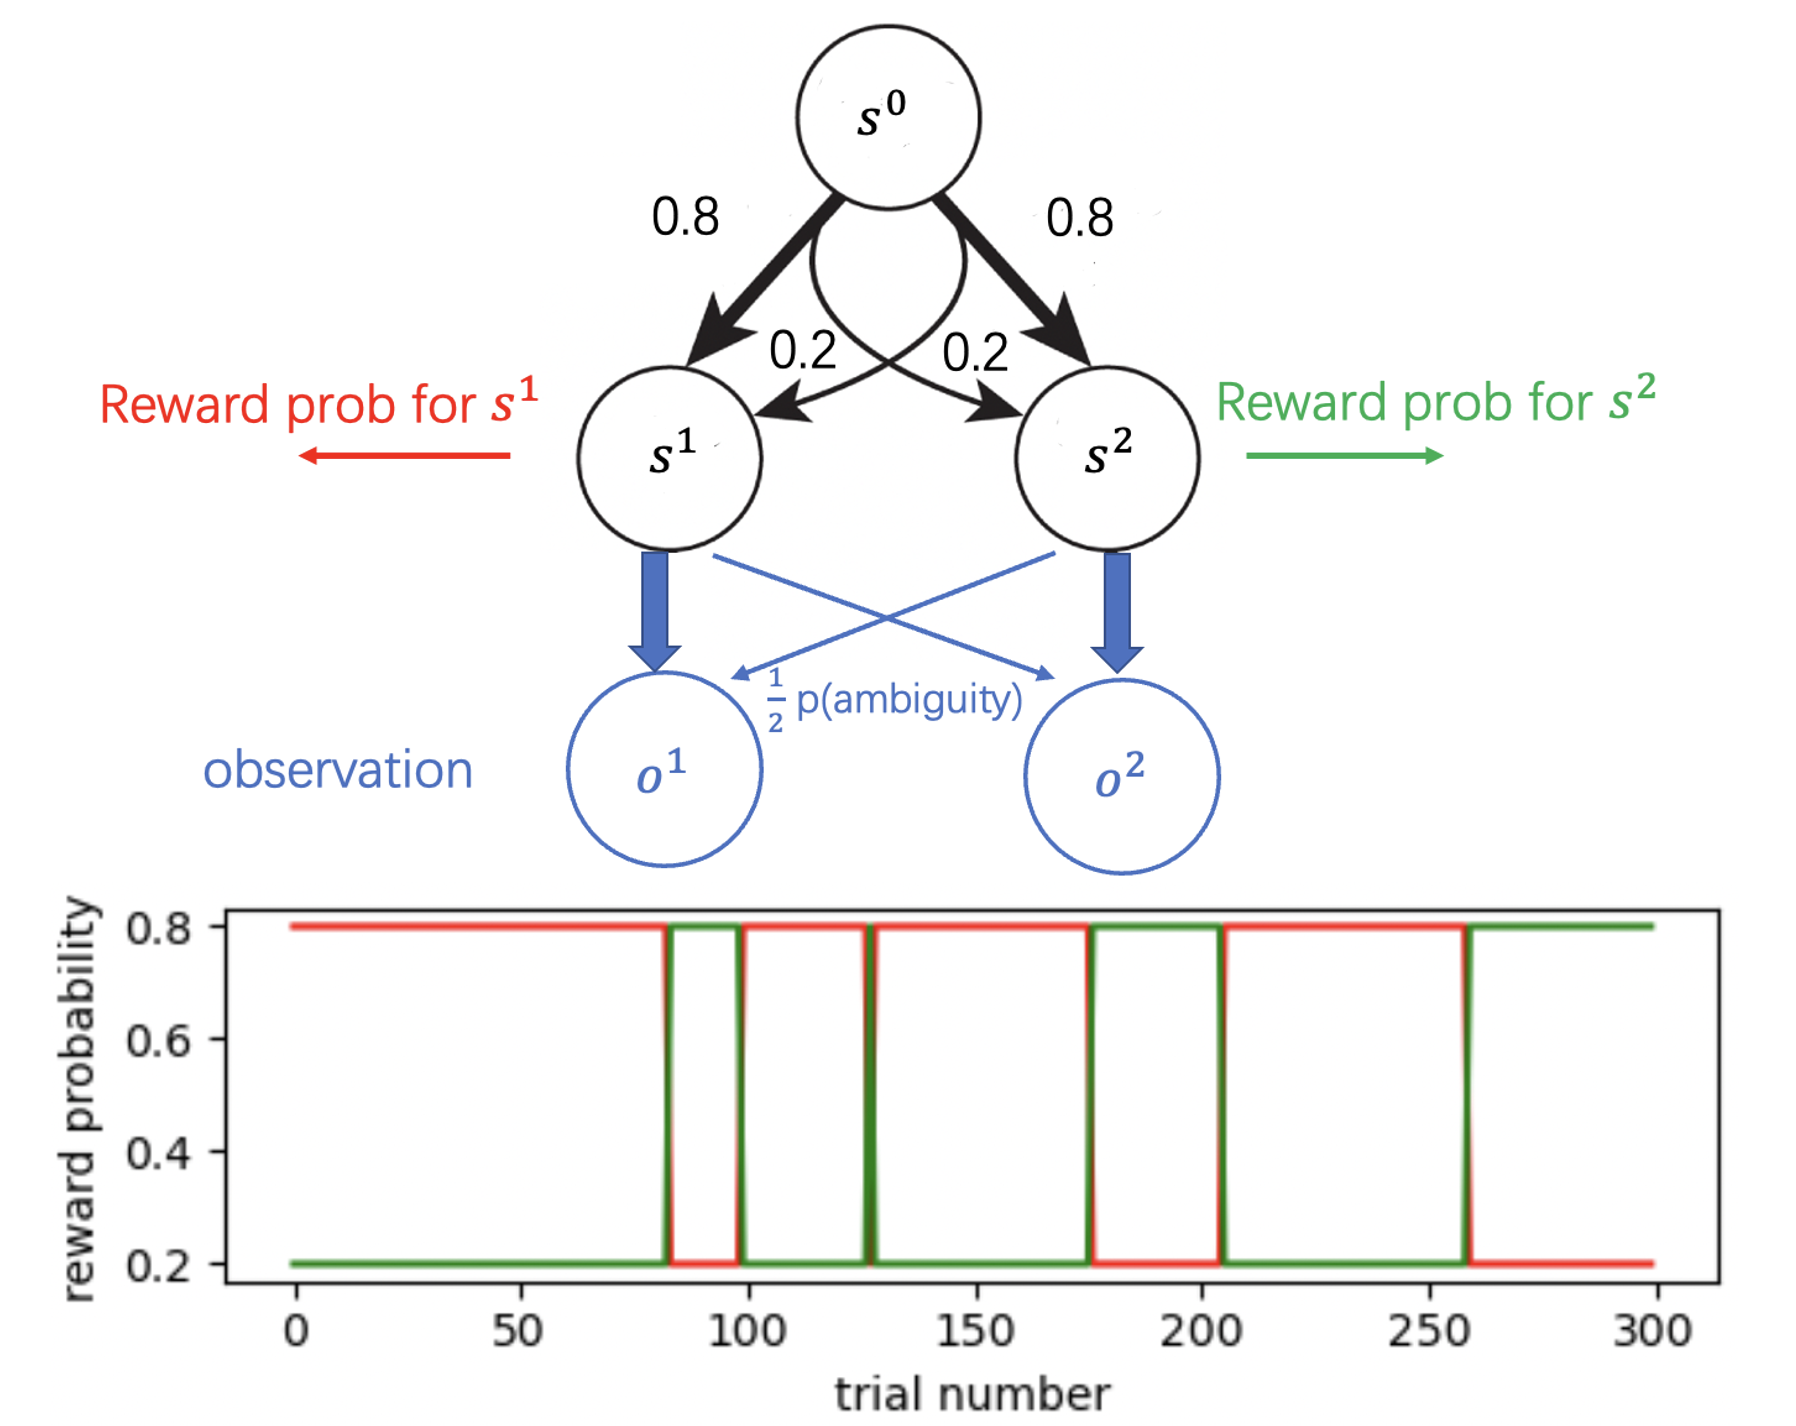 s⁰
0.8
0.8
0.2
0.2
Reward prob for s¹
s¹
s²
Reward prob for s²
½ p(ambiguity)
observation
o¹
o²
reward probability
0.8
0.6
0.4
0.2
0 50 100 150 200 250 300
trial number